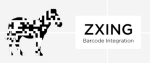 ZXING
Barcode Integration